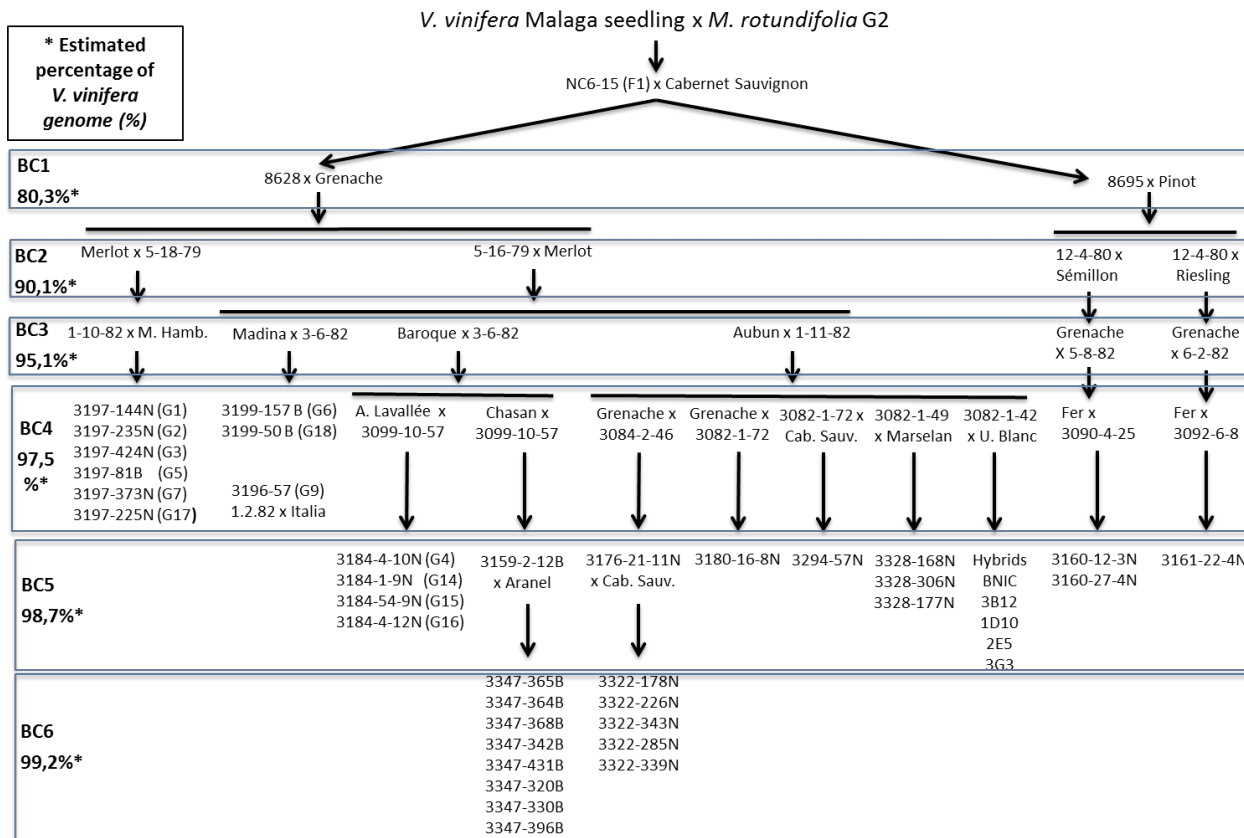 V. vinifera Malaga seedling x M. rotundifolia G2
* Estimated
percentage of
V. vinifera
genome (%)
NC6-15 (F1) x Cabernet Sauvignon
BC1
80,3%*
8628 x Grenache
8695 x Pinot
BC2
90,1%*
Merlot x 5-18-79
5-16-79 x Merlot
12-4-80 x
Sémillon
12-4-80 x
Riesling
BC3
95,1%*
1-10-82 x M. Hamb.
Madina x 3-6-82
Baroque x 3-6-82
Aubun x 1-11-82
Grenache
X 5-8-82
Grenache
x 6-2-82
BC4
97,5
%*
3197-144N (G1)
3197-235N (G2)
3197-424N (G3)
3197-81B (G5)
3197-373N (G7)
3197-225N (G17)
3199-157 B (G6)
3199-50 B (G18)
3196-57 (G9)
1.2.82 x Italia
A. Lavallée x
3099-10-57
Chasan x
3099-10-57
Grenache x
3084-2-46
Grenache x
3082-1-72
3082-1-72 x
Cab. Sauv.
3082-1-49
x Marselan
3082-1-42
x U. Blanc
Fer x
3090-4-25
Fer x
3092-6-8
BC5
98,7%*
3184-4-10N (G4)
3184-1-9N (G14)
3184-54-9N (G15)
3184-4-12N (G16)
3159-2-12B
x Aranel
3176-21-11N
x Cab. Sauv.
3180-16-8N
3294-57N
3328-168N
3328-306N
3328-177N
Hybrids
BNIC
3B12
1D10
2E5
3G3
3160-12-3N
3160-27-4N
3161-22-4N
BC6
99,2%*
3347-365B
3347-364B
3347-368B
3347-342B
3347-431B
3347-320B
3347-330B
3347-396B
3322-178N
3322-226N
3322-343N
3322-285N
3322-339N